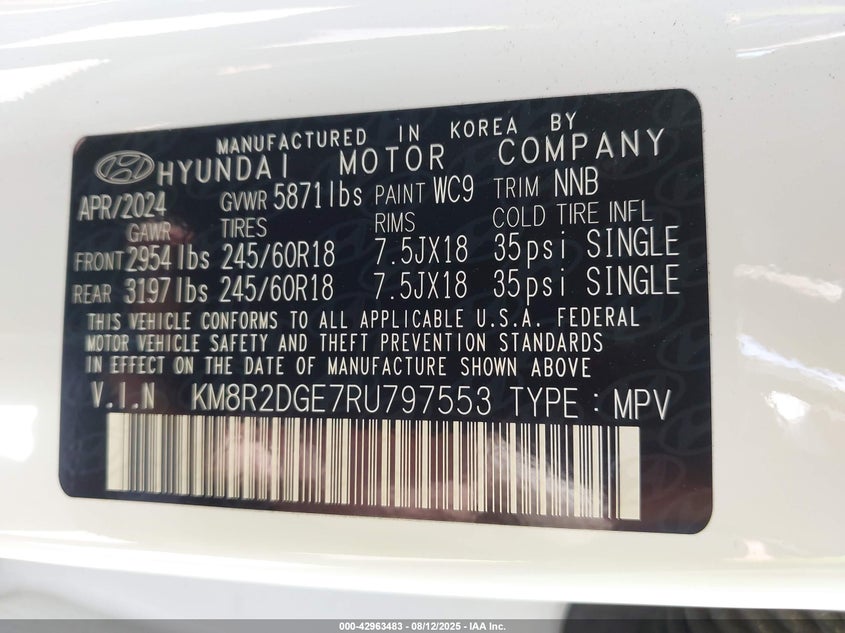 MANUFACTURED IN KOREA BY
HYUNDAI MOTOR COMPANY
APR/2024 GVWR 5871lbs PAINT WC9 TRIM NNB
GAWR TIRES RIMS COLD TIRE INFL
FRONT 2954lbs 245/60R18 7.5JX18 35psi SINGLE
REAR 3197lbs 245/60R18 7.5JX18 35psi SINGLE
THIS VEHICLE CONFORMS TO ALL APPLICABLE U.S.A. FEDERAL
MOTOR VEHICLE SAFETY AND THEFT PREVENTION STANDARDS
IN EFFECT ON THE DATE OF MANUFACTURE SHOWN ABOVE
V.I.N KM8R2DGE7RU797553 TYPE : MPV
000-42963483 - 08/12/2025 - IAA Inc.